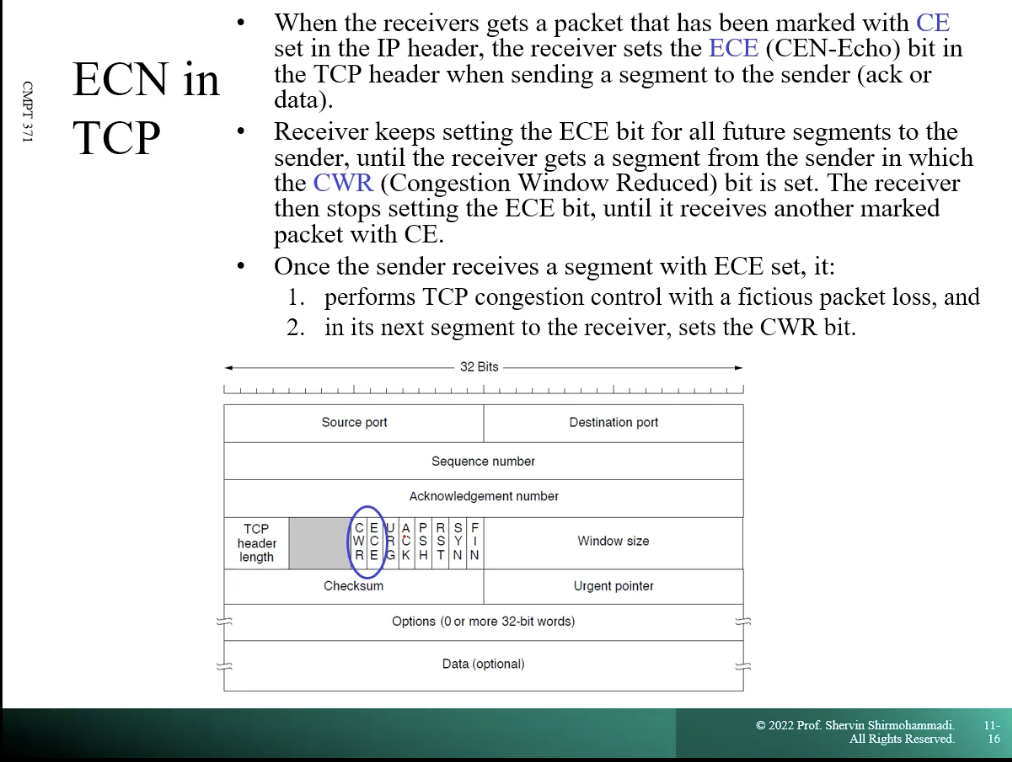 CMPT 371
ECN in
TCP
• When the receivers gets a packet that has been marked with CE
set in the IP header, the receiver sets the ECE (CEN-Echo) bit in
the TCP header when sending a segment to the sender (ack or
data).
• Receiver keeps setting the ECE bit for all future segments to the
sender, until the receiver gets a segment from the sender in which
the CWR (Congestion Window Reduced) bit is set. The receiver
then stops setting the ECE bit, until it receives another marked
packet with CE.
• Once the sender receives a segment with ECE set, it:
1. performs TCP congestion control with a fictious packet loss, and
2. in its next segment to the receiver, sets the CWR bit.
32 Bits
Source port
Destination port
Sequence number
Acknowledgement number
TCP
header
length
CWR
ECE
URG
ACK
PSH
RST
SYN
FIN
Window size
Checksum
Urgent pointer
Options (0 or more 32-bit words)
Data (optional)
© 2022 Prof. Shervin Shirmohammadi.
All Rights Reserved.
11-
16